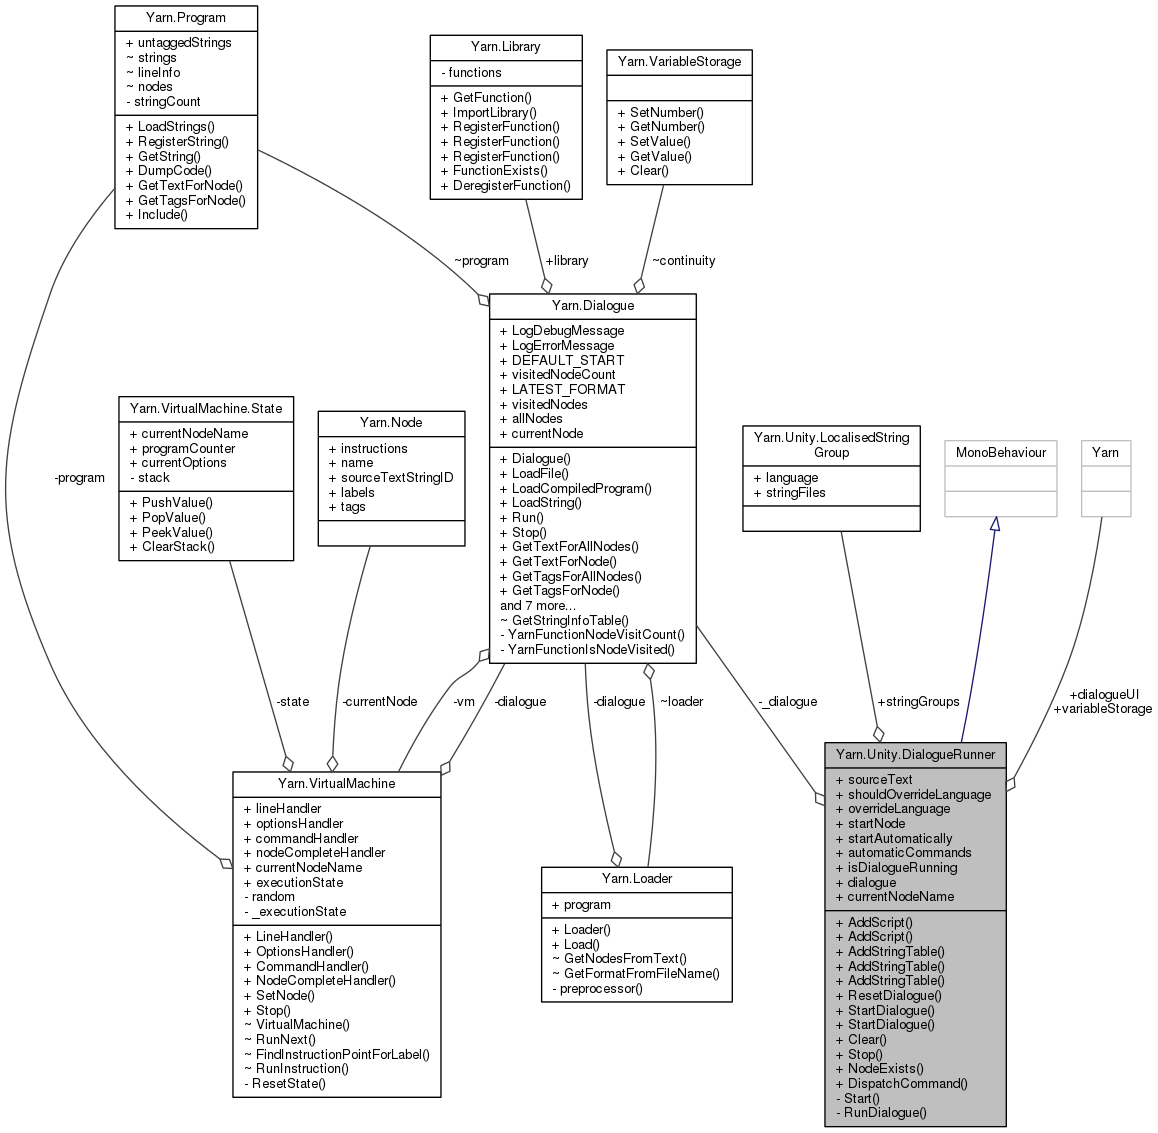 Yarn.Program
+ untaggedStrings
~ strings
~ lineInfo
~ nodes
- stringCount
+ LoadStrings()
+ RegisterString()
+ GetString()
+ DumpCode()
+ GetTextForNode()
+ GetTagsForNode()
+ Include()
Yarn.Library
- functions
+ GetFunction()
+ ImportLibrary()
+ RegisterFunction()
+ RegisterFunction()
+ RegisterFunction()
+ FunctionExists()
+ DeregisterFunction()
Yarn.VariableStorage
+ SetNumber()
+ GetNumber()
+ SetValue()
+ GetValue()
+ Clear()
~program
+library
~continuity
Yarn.Dialogue
+ LogDebugMessage
+ LogErrorMessage
+ DEFAULT_START
+ visitedNodeCount
+ LATEST_FORMAT
+ visitedNodes
+ allNodes
+ currentNode
+ Dialogue()
+ LoadFile()
+ LoadCompiledProgram()
+ LoadString()
+ Run()
+ Stop()
+ GetTextForAllNodes()
+ GetTextForNode()
+ GetTagsForAllNodes()
+ GetTagsForNode()
and 7 more...
~ GetStringInfoTable()
- YarnFunctionNodeVisitCount()
- YarnFunctionIsNodeVisited()
-program
Yarn.VirtualMachine.State
+ currentNodeName
+ programCounter
+ currentOptions
- stack
+ PushValue()
+ PopValue()
+ PeekValue()
+ ClearStack()
Yarn.Node
+ instructions
+ name
+ sourceTextStringID
+ labels
+ tags
Yarn.Unity.LocalisedString
Group
+ language
+ stringFiles
MonoBehaviour
Yarn
-state
-currentNode
-vm
-dialogue
-dialogue
~loader
-_dialogue
+stringGroups
+dialogueUI
+variableStorage
Yarn.VirtualMachine
+ lineHandler
+ optionsHandler
+ commandHandler
+ nodeCompleteHandler
+ currentNodeName
+ executionState
- random
- _executionState
+ LineHandler()
+ OptionsHandler()
+ CommandHandler()
+ NodeCompleteHandler()
+ SetNode()
+ Stop()
~ VirtualMachine()
~ RunNext()
~ FindInstructionPointForLabel()
~ RunInstruction()
- ResetState()
Yarn.Loader
+ program
+ Loader()
+ Load()
~ GetNodesFromText()
~ GetFormatFromFileName()
- preprocessor()
Yarn.Unity.DialogueRunner
+ sourceText
+ shouldOverrideLanguage
+ overrideLanguage
+ startNode
+ startAutomatically
+ automaticCommands
+ isDialogueRunning
+ dialogue
+ currentNodeName
+ AddScript()
+ AddScript()
+ AddStringTable()
+ AddStringTable()
+ AddStringTable()
+ ResetDialogue()
+ StartDialogue()
+ StartDialogue()
+ Clear()
+ Stop()
+ NodeExists()
+ DispatchCommand()
- Start()
- RunDialogue()